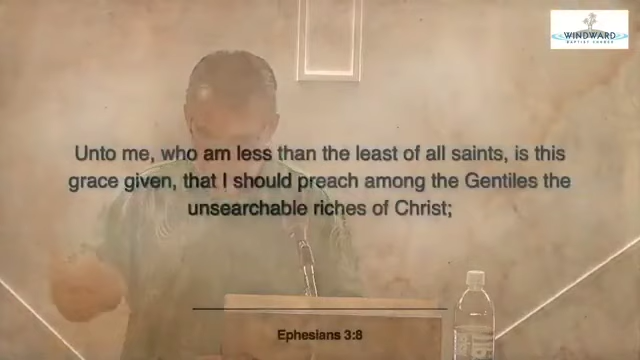 WINDWARD
BAPTIST CHURCH
Unto me, who am less than the least of all saints, is this
grace given, that I should preach among the Gentiles the
unsearchable riches of Christ;
Ephesians 3:8